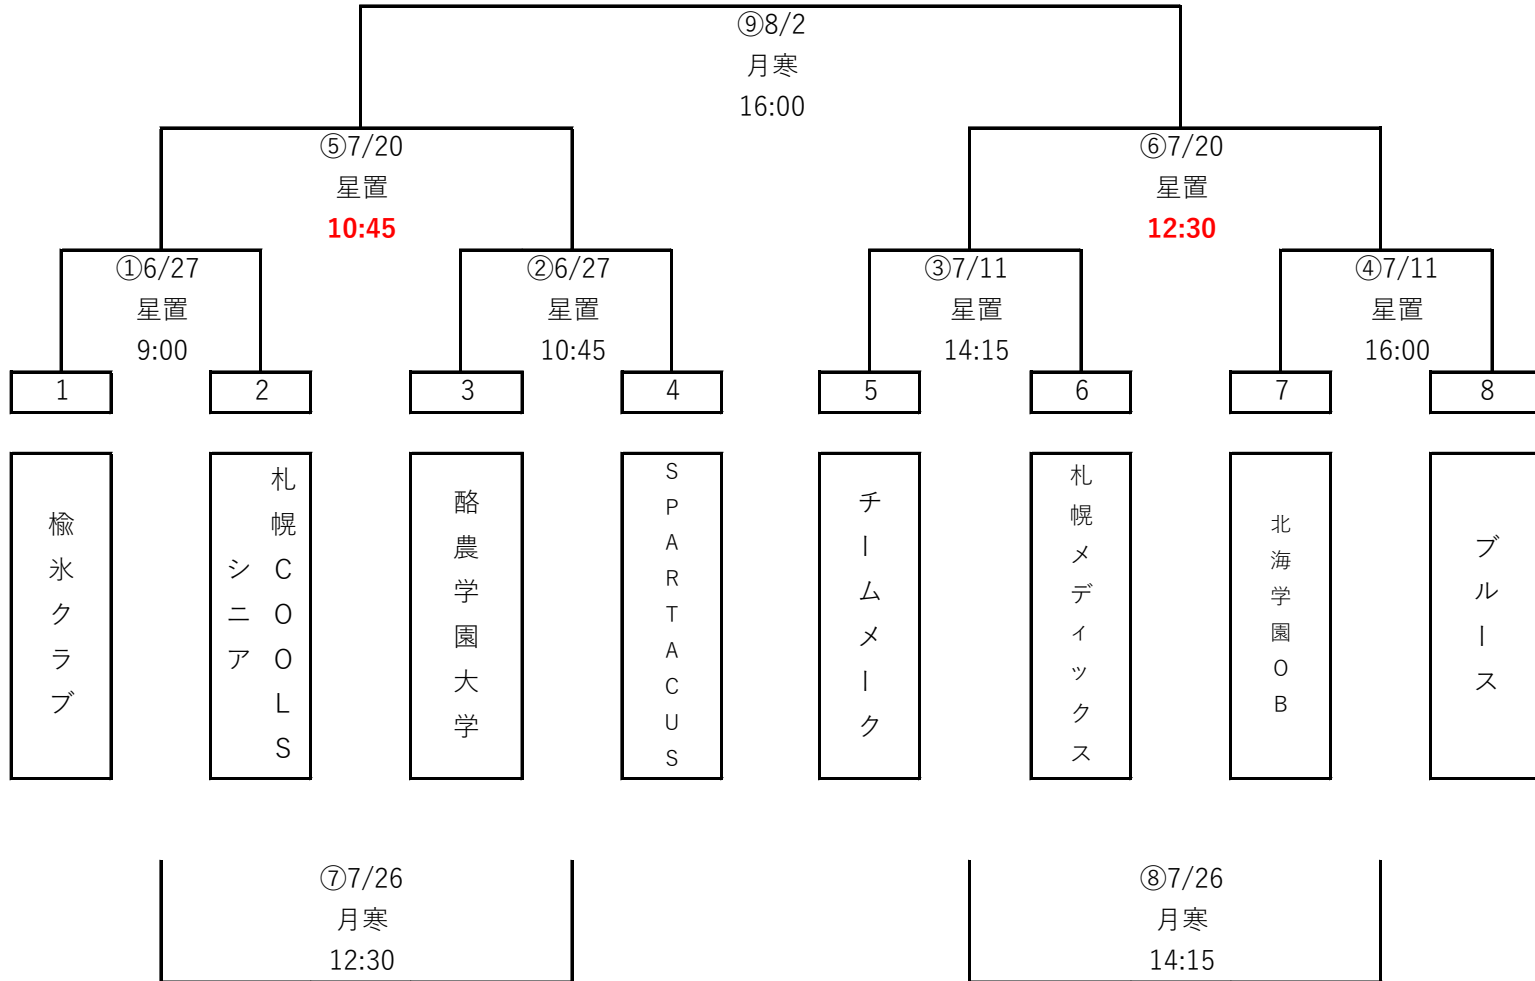 ⑨8/2
月寒
16:00
⑤7/20
星置
10:45
⑥7/20
星置
12:30
①6/27
星置
9:00
②6/27
星置
10:45
③7/11
星置
14:15
④7/11
星置
16:00
1
2
3
4
5
6
7
8
楡氷クラブ
札幌COOLS
シニア
酪農学園大学
SPARTACUS
チームメーク
札幌メディックス
北海学園OB
ブルース
⑦7/26
月寒
12:30
⑧7/26
月寒
14:15